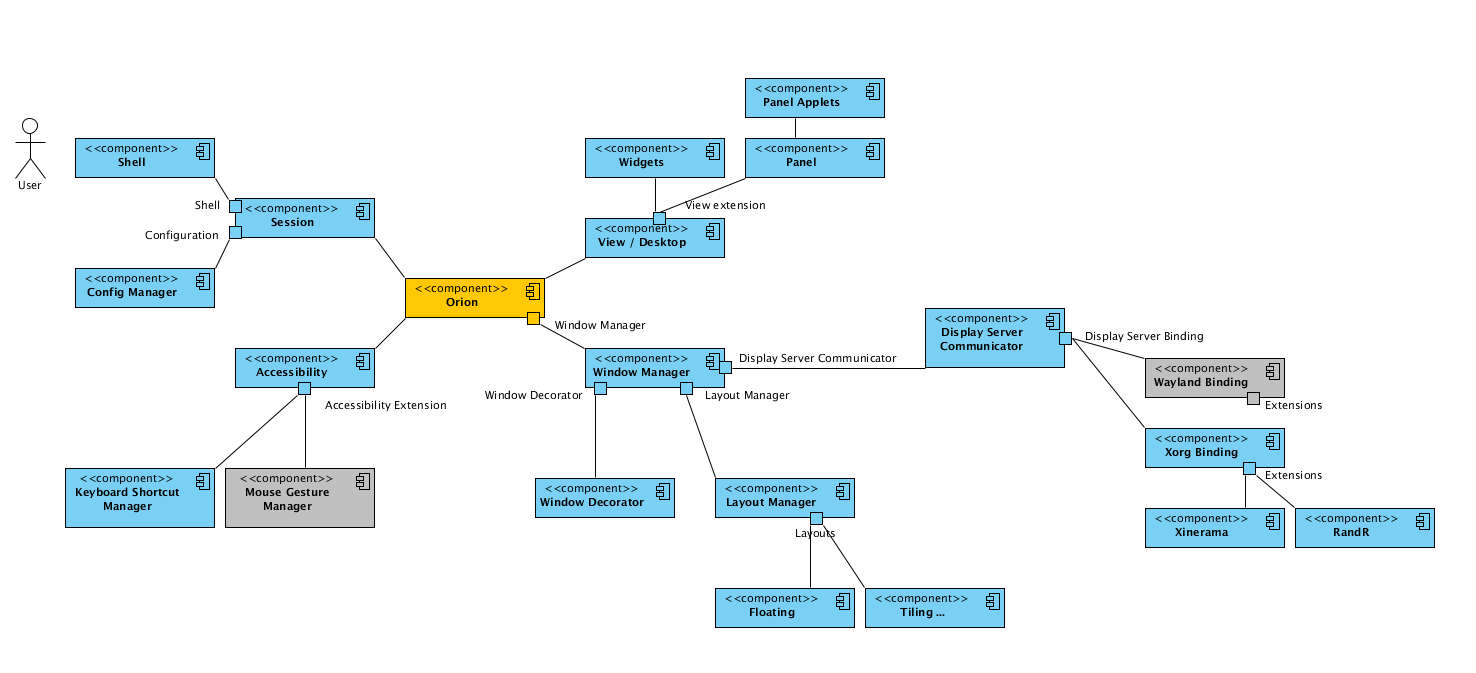 <<component>>
Panel Applets
User
<<component>>
Shell
<<component>>
Widgets
<<component>>
Panel
Shell
Configuration
<<component>>
Session
View extension
<<component>>
View / Desktop
<<component>>
Config Manager
<<component>>
Orion
Window Manager
<<component>>
Accessibility
Accessibility Extension
<<component>>
Keyboard Shortcut
Manager
<<component>>
Mouse Gesture
Manager
<<component>>
Window Manager
Display Server Communicator
Window Decorator
Layout Manager
<<component>>
Window Decorator
<<component>>
Layout Manager
Layouts
<<component>>
Floating
<<component>>
Tiling ...
<<component>>
Display Server
Communicator
Display Server Binding
<<component>>
Wayland Binding
Extensions
<<component>>
Xorg Binding
Extensions
<<component>>
Xinerama
<<component>>
RandR